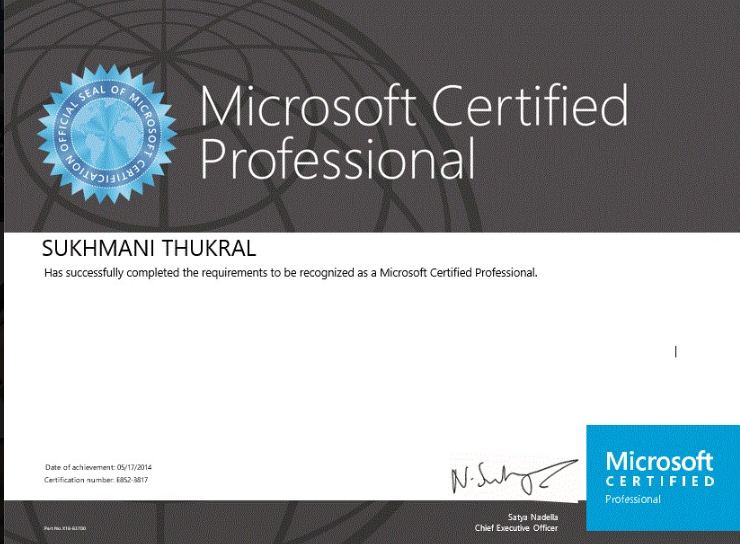 OFFICIAL SEAL OF MICROSOFT CERTIFICATION
Microsoft Certified
Professional
SUKHMANI THUKRAL
Has successfully completed the requirements to be recognized as a Microsoft Certified Professional.
Date of achievement: 05/17/2014
Certification number: E852-3817
Satya Nadella
Chief Executive Officer
Part No. X18-83700
Microsoft
CERTIFIED
Professional